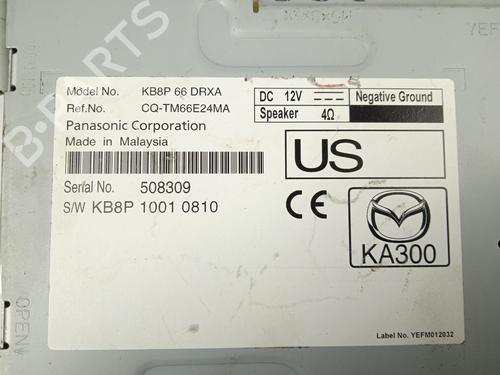 Model No. KB8P 66 DRXA
Ref.No. CQ-TM66E24MA
Panasonic Corporation
Made in Malaysia
Serial No. 508309
S/W KB8P 1001 0810
DC 12V Negative Ground
Speaker 4Ω
US
CE
KA300
Label No. YEFM012032
OPEN
B-PARTS